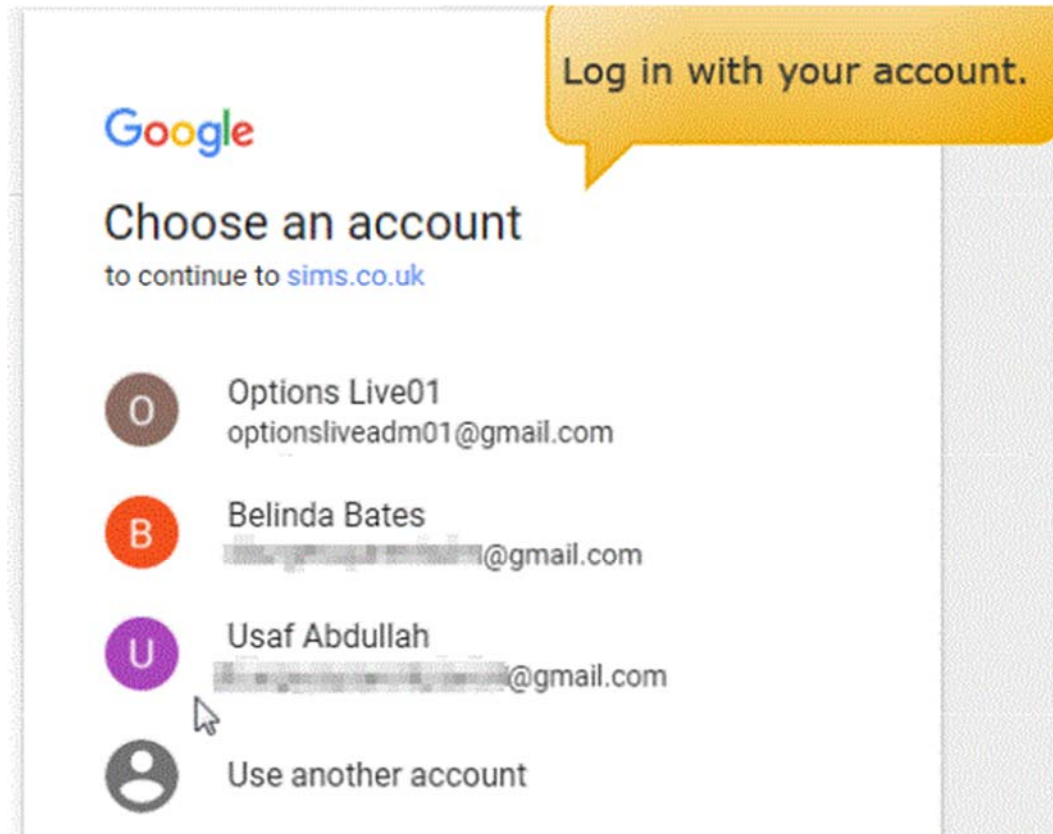 Log in with your account.
Google
Choose an account
to continue to sims.co.uk
O
Options Live01
optionsliveadm01@gmail.com
B
Belinda Bates
@gmail.com
U
Usaf Abdullah
@gmail.com
Use another account